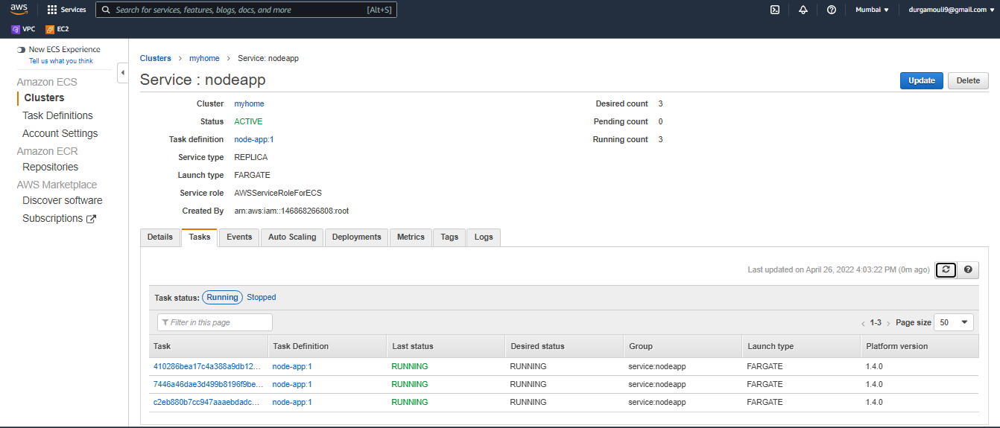 aws Services Search for services, features, blogs, docs, and more [Alt+S] Mumbai durgamouli9@gmail.com
VPC EC2
New ECS Experience
Tell us what you think
Amazon ECS
Clusters
Task Definitions
Account Settings
Amazon ECR
Repositories
AWS Marketplace
Discover software
Subscriptions
Clusters > myhome > Service: nodeapp
Service : nodeapp
Update Delete
Cluster myhome Desired count 3
Status ACTIVE Pending count 0
Task definition node-app:1 Running count 3
Service type REPLICA
Launch type FARGATE
Service role AWSServiceRoleForECS
Created By arn:aws:iam::146868266808:root
Details Tasks Events Auto Scaling Deployments Metrics Tags Logs
Last updated on April 26, 2022 4:03:22 PM (0m ago)
Task status: Running Stopped
Filter in this page < 1-3 > Page size 50
Task Task Definition Last status Desired status Group Launch type Platform version
410286bea17c4a388a9db12... node-app:1 RUNNING RUNNING service:nodeapp FARGATE 1.4.0
7446a46dae3d499b8196f9be... node-app:1 RUNNING RUNNING service:nodeapp FARGATE 1.4.0
c2eb880b7cc947aaaebdadc... node-app:1 RUNNING RUNNING service:nodeapp FARGATE 1.4.0